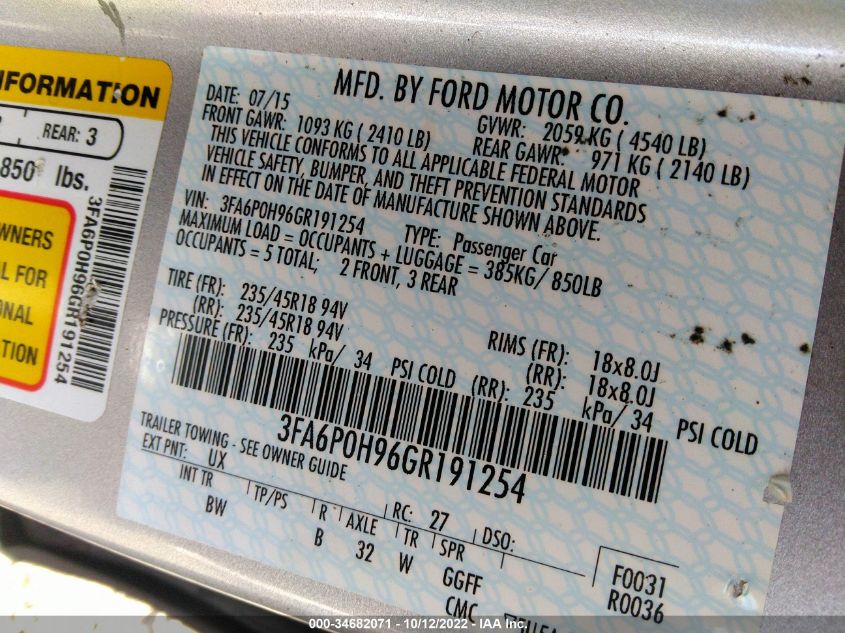 NFORMATION
REAR: 3
850 lbs.
WNERS
AL FOR
ONAL
TION
3FA6P0H96GR191254
MFD. BY FORD MOTOR CO.
DATE: 07/15 GVWR: 2059 KG ( 4540 LB)
FRONT GAWR: 1093 KG ( 2410 LB) REAR GAWR: 971 KG ( 2140 LB)
THIS VEHICLE CONFORMS TO ALL APPLICABLE FEDERAL MOTOR
VEHICLE SAFETY, BUMPER, AND THEFT PREVENTION STANDARDS
IN EFFECT ON THE DATE OF MANUFACTURE SHOWN ABOVE.
VIN: 3FA6P0H96GR191254 TYPE: Passenger Car
MAXIMUM LOAD = OCCUPANTS + LUGGAGE = 385KG/ 850LB
OCCUPANTS = 5 TOTAL; 2 FRONT, 3 REAR
TIRE (FR): 235/45R18 94V RIMS (FR): 18x8.0J
(RR): 235/45R18 94V (RR): 18x8.0J
PRESSURE (FR): 235 kPa/ 34 PSI COLD (RR): 235 kPa/ 34 PSI COLD
3FA6P0H96GR191254
TRAILER TOWING - SEE OWNER GUIDE
EXT PNT: UX RC: 27 DSO:
INT TR TP/PS R AXLE TR SPR
BW B 32 W GGFF
CMC
F0031
R0036
000-34682071 - 10/12/2022 - IAA Inc.